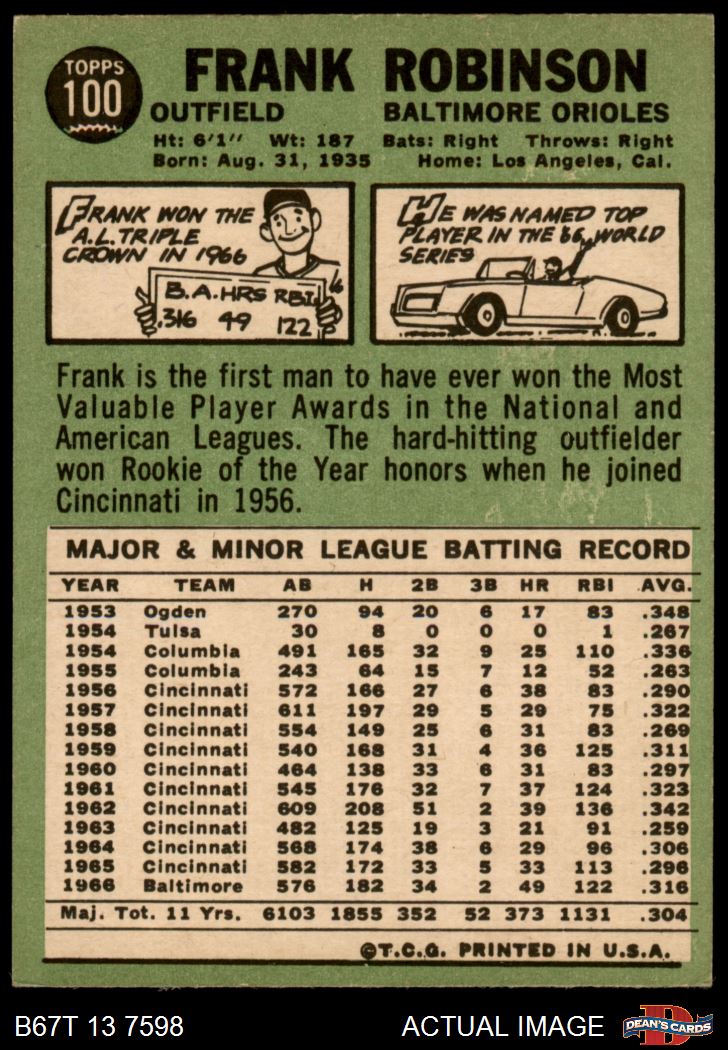 TOPPS
100
FRANK ROBINSON
OUTFIELD BALTIMORE ORIOLES
Ht: 6'1" Wt: 187 Bats: Right Throws: Right
Born: Aug. 31, 1935 Home: Los Angeles, Cal.
FRANK WON THE
A.L. TRIPLE
CROWN IN 1966
B.A. HRS RBI
.316 49 122
HE WAS NAMED TOP
PLAYER IN THE '66 WORLD
SERIES
Frank is the first man to have ever won the Most
Valuable Player Awards in the National and
American Leagues. The hard-hitting outfielder
won Rookie of the Year honors when he joined
Cincinnati in 1956.
MAJOR & MINOR LEAGUE BATTING RECORD
YEAR TEAM AB H 2B 3B HR RBI AVG.
1953 Ogden 270 94 20 6 17 83 .348
1954 Tulsa 30 8 0 0 0 1 .267
1954 Columbia 491 165 32 9 25 110 .336
1955 Columbia 243 64 15 7 12 52 .263
1956 Cincinnati 572 166 27 6 38 83 .290
1957 Cincinnati 611 197 29 5 29 75 .322
1958 Cincinnati 554 149 25 6 31 83 .269
1959 Cincinnati 540 168 31 4 36 125 .311
1960 Cincinnati 464 138 33 6 31 83 .297
1961 Cincinnati 545 176 32 7 37 124 .323
1962 Cincinnati 609 208 51 2 39 136 .342
1963 Cincinnati 482 125 19 3 21 91 .259
1964 Cincinnati 568 174 38 6 29 96 .306
1965 Cincinnati 582 172 33 5 33 113 .296
1966 Baltimore 576 182 34 2 49 122 .316
Maj. Tot. 11 Yrs. 6103 1855 352 52 373 1131 .304
©T.C.G. PRINTED IN U.S.A.
B67T 13 7598 ACTUAL IMAGE
D
DEAN'S CARDS